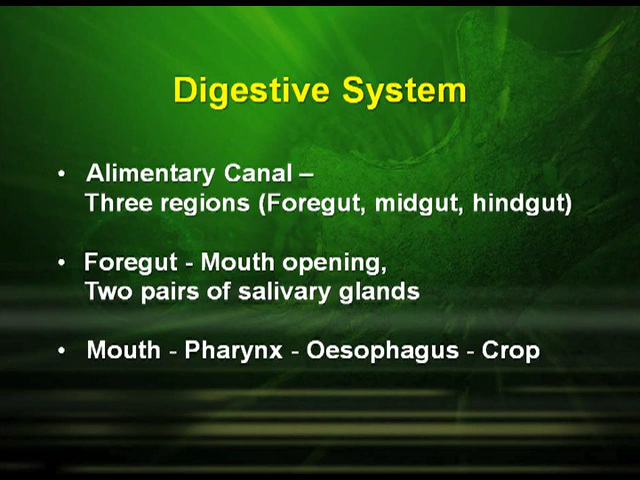 Digestive System
• Alimentary Canal –
Three regions (Foregut, midgut, hindgut)
• Foregut - Mouth opening,
Two pairs of salivary glands
• Mouth - Pharynx - Oesophagus - Crop